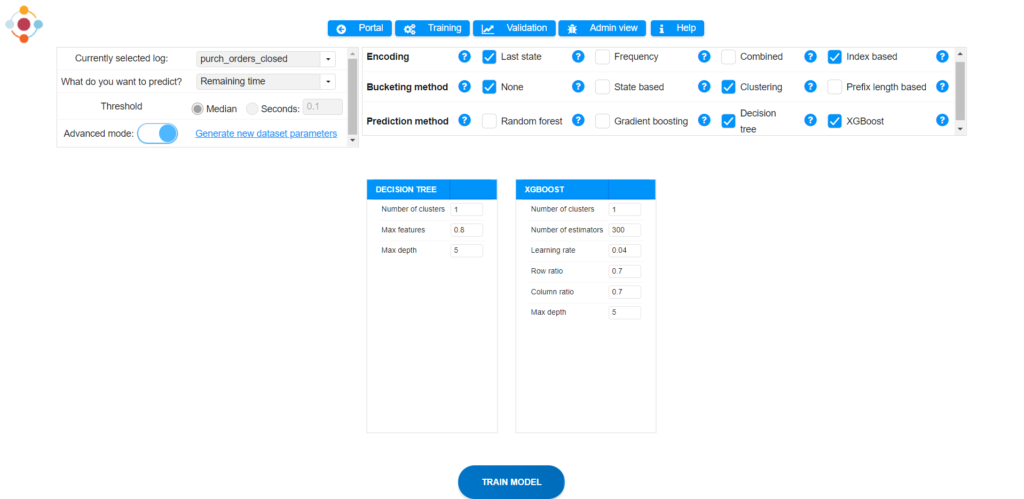 Portal Training Validation Admin view Help
Currently selected log: purch_orders_closed
What do you want to predict? Remaining time
Threshold Median Seconds: 0.1
Advanced mode: Generate new dataset parameters
Encoding ? Last state ? Frequency ? Combined ? Index based ?
Bucketing method ? None ? State based ? Clustering ? Prefix length based ?
Prediction method ? Random forest ? Gradient boosting ? Decision tree ? XGBoost ?
DECISION TREE
Number of clusters 1
Max features 0.8
Max depth 5
XGBOOST
Number of clusters 1
Number of estimators 300
Learning rate 0.04
Row ratio 0.7
Column ratio 0.7
Max depth 5
TRAIN MODEL